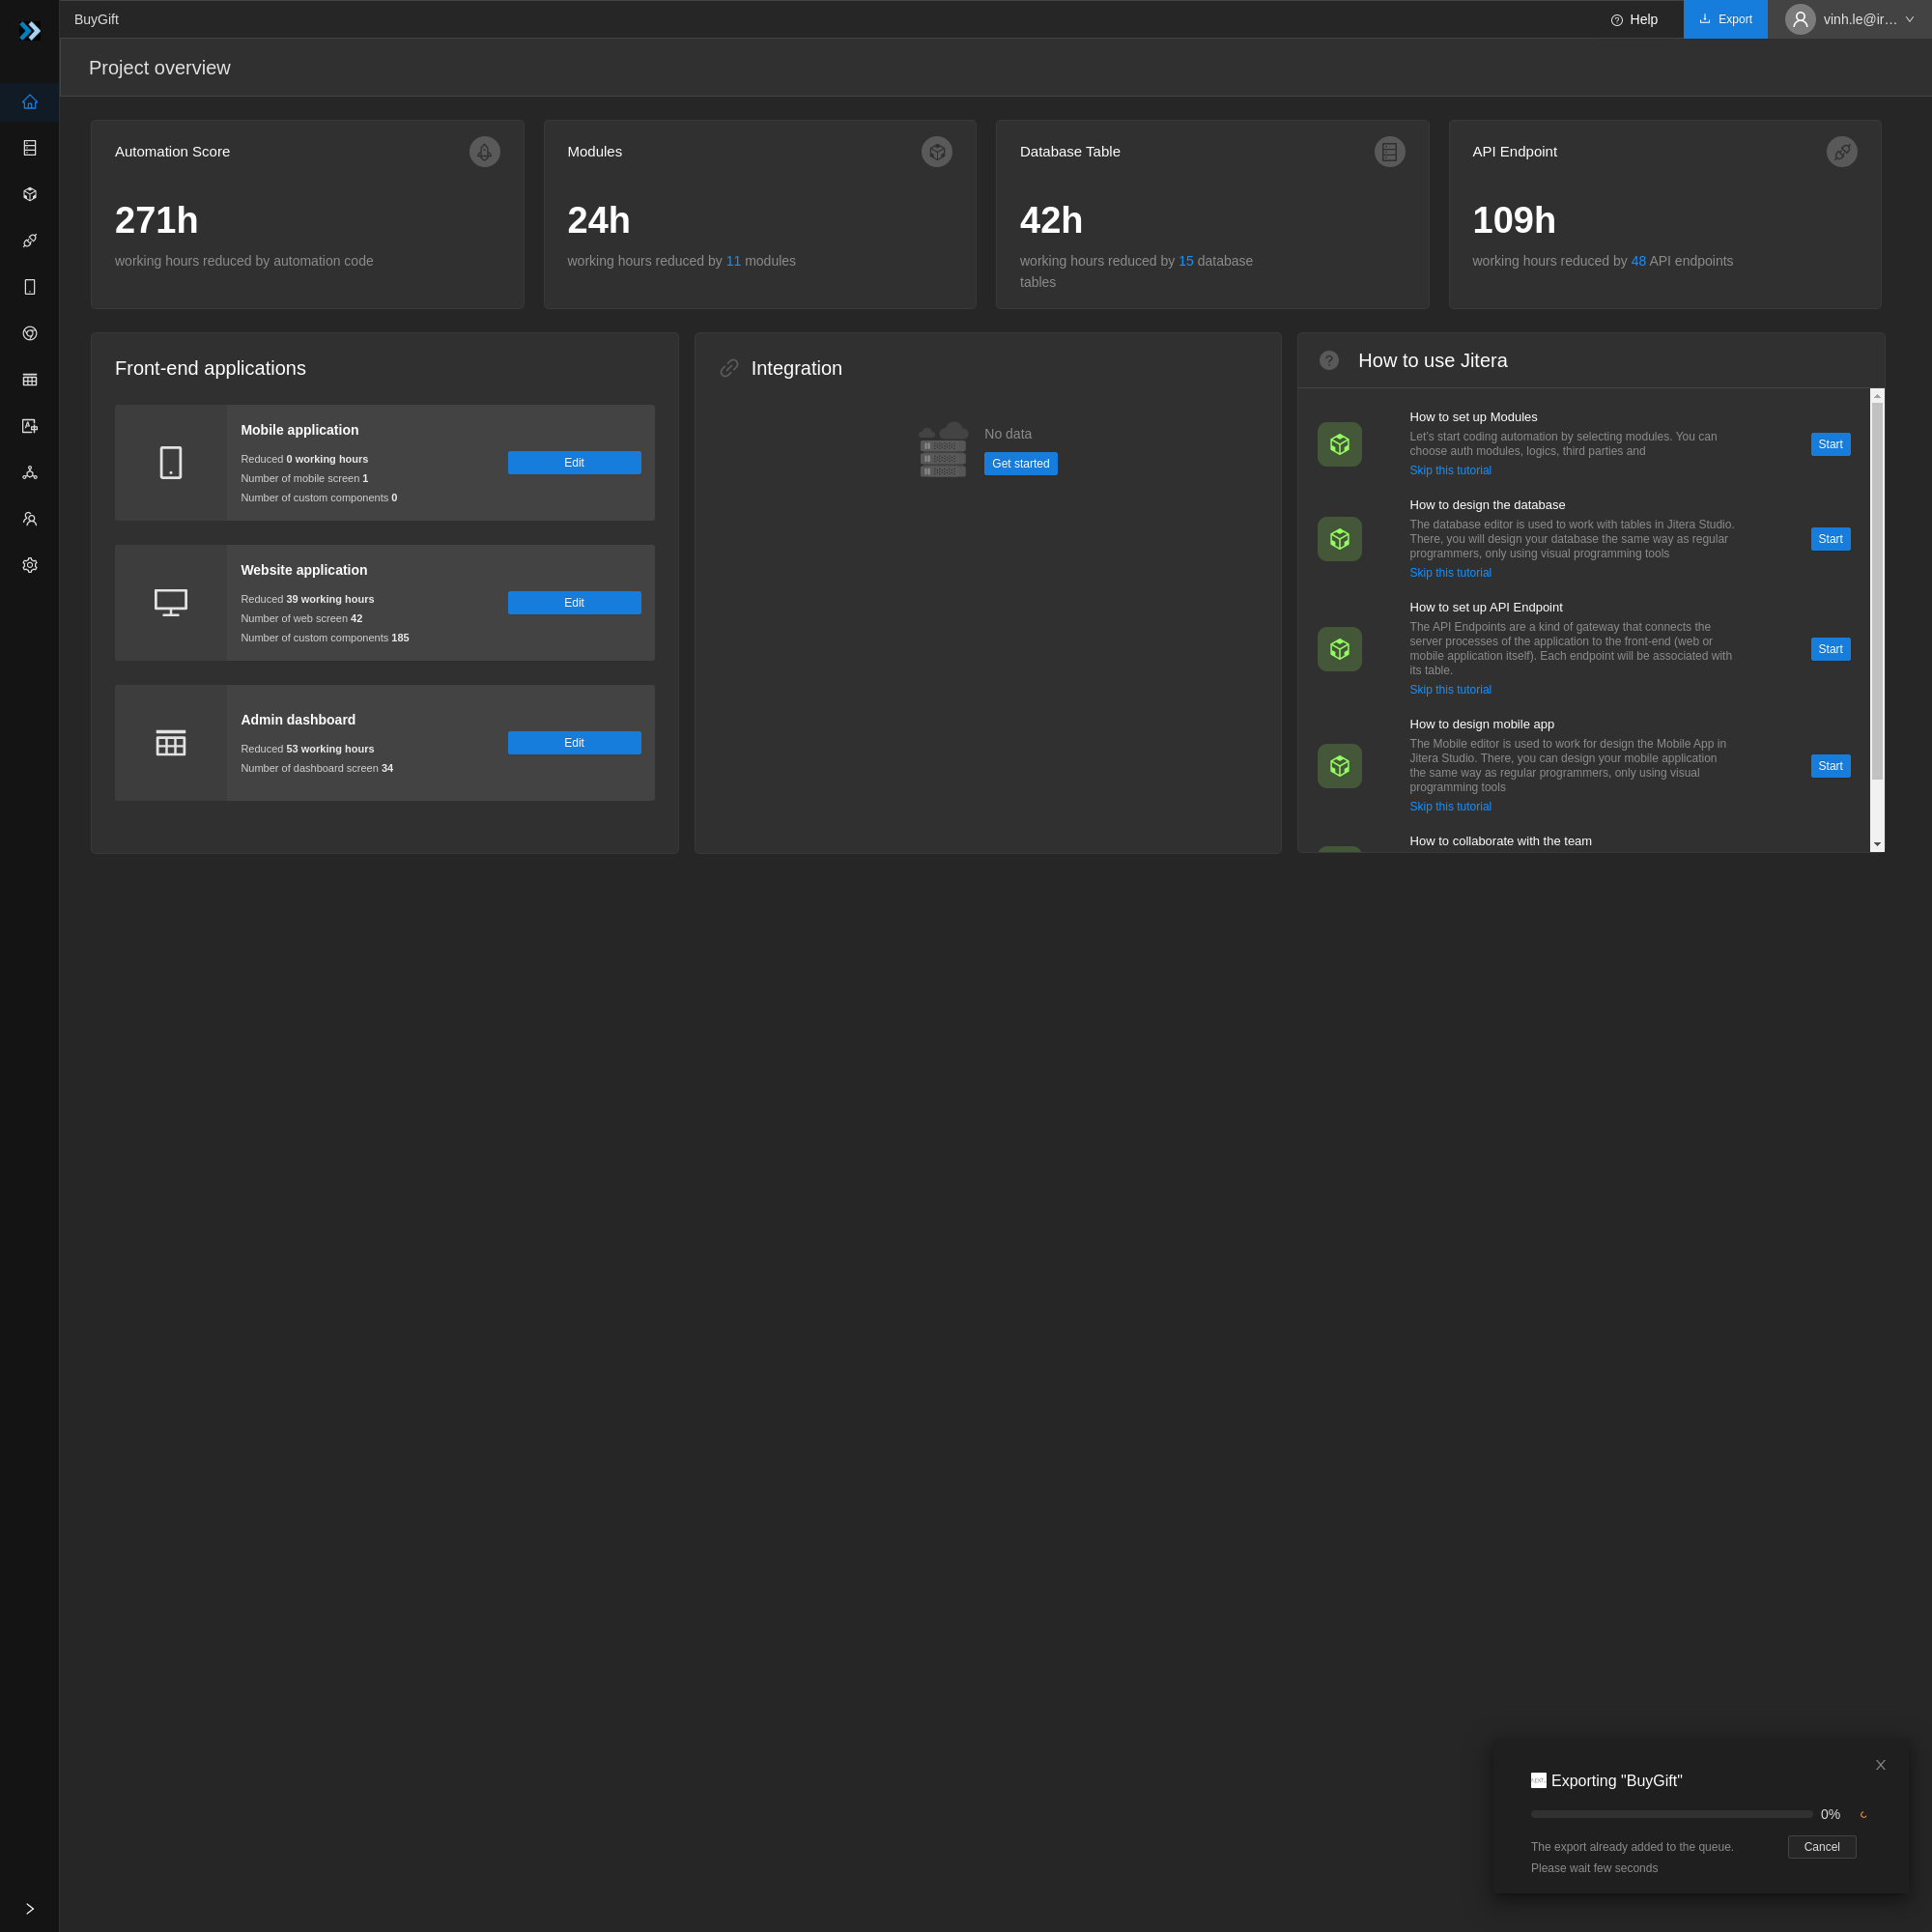 BuyGift
Help
Export
vinh.le@ir…
Project overview
Automation Score
271h
working hours reduced by automation code
Modules
24h
working hours reduced by 11 modules
Database Table
42h
working hours reduced by 15 database
tables
API Endpoint
109h
working hours reduced by 48 API endpoints
Front-end applications
Mobile application
Reduced 0 working hours
Number of mobile screen 1
Number of custom components 0
Edit
Website application
Reduced 39 working hours
Number of web screen 42
Number of custom components 185
Edit
Admin dashboard
Reduced 53 working hours
Number of dashboard screen 34
Edit
Integration
No data
Get started
How to use Jitera
How to set up Modules
Let's start coding automation by selecting modules. You can
choose auth modules, logic, third parties and
Skip this tutorial
Start
How to design the database
The database editor is used to work with tables in Jitera Studio.
There, you will design your database the same way as regular
programmers, only using visual programming tools
Skip this tutorial
Start
How to set up API Endpoint
The API Endpoints are a kind of gateway that connects the
server processes of the application to the front-end (web or
mobile application itself). Each endpoint will be associated with
its table.
Skip this tutorial
Start
How to design mobile app
The Mobile editor is used to work for design the Mobile App in
Jitera Studio. There, you can design your mobile application
the same way as regular programmers, only using visual
programming tools
Skip this tutorial
Start
How to collaborate with the team
Exporting "BuyGift"
0%
The export already added to the queue.
Please wait few seconds
Cancel